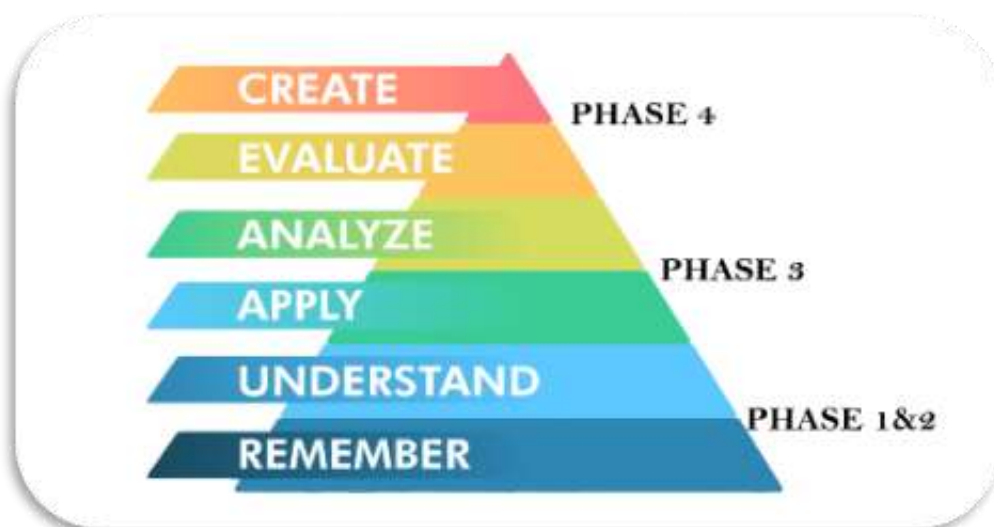 CREATE
PHASE 4
EVALUATE
ANALYZE
PHASE 3
APPLY
UNDERSTAND
PHASE 1&2
REMEMBER